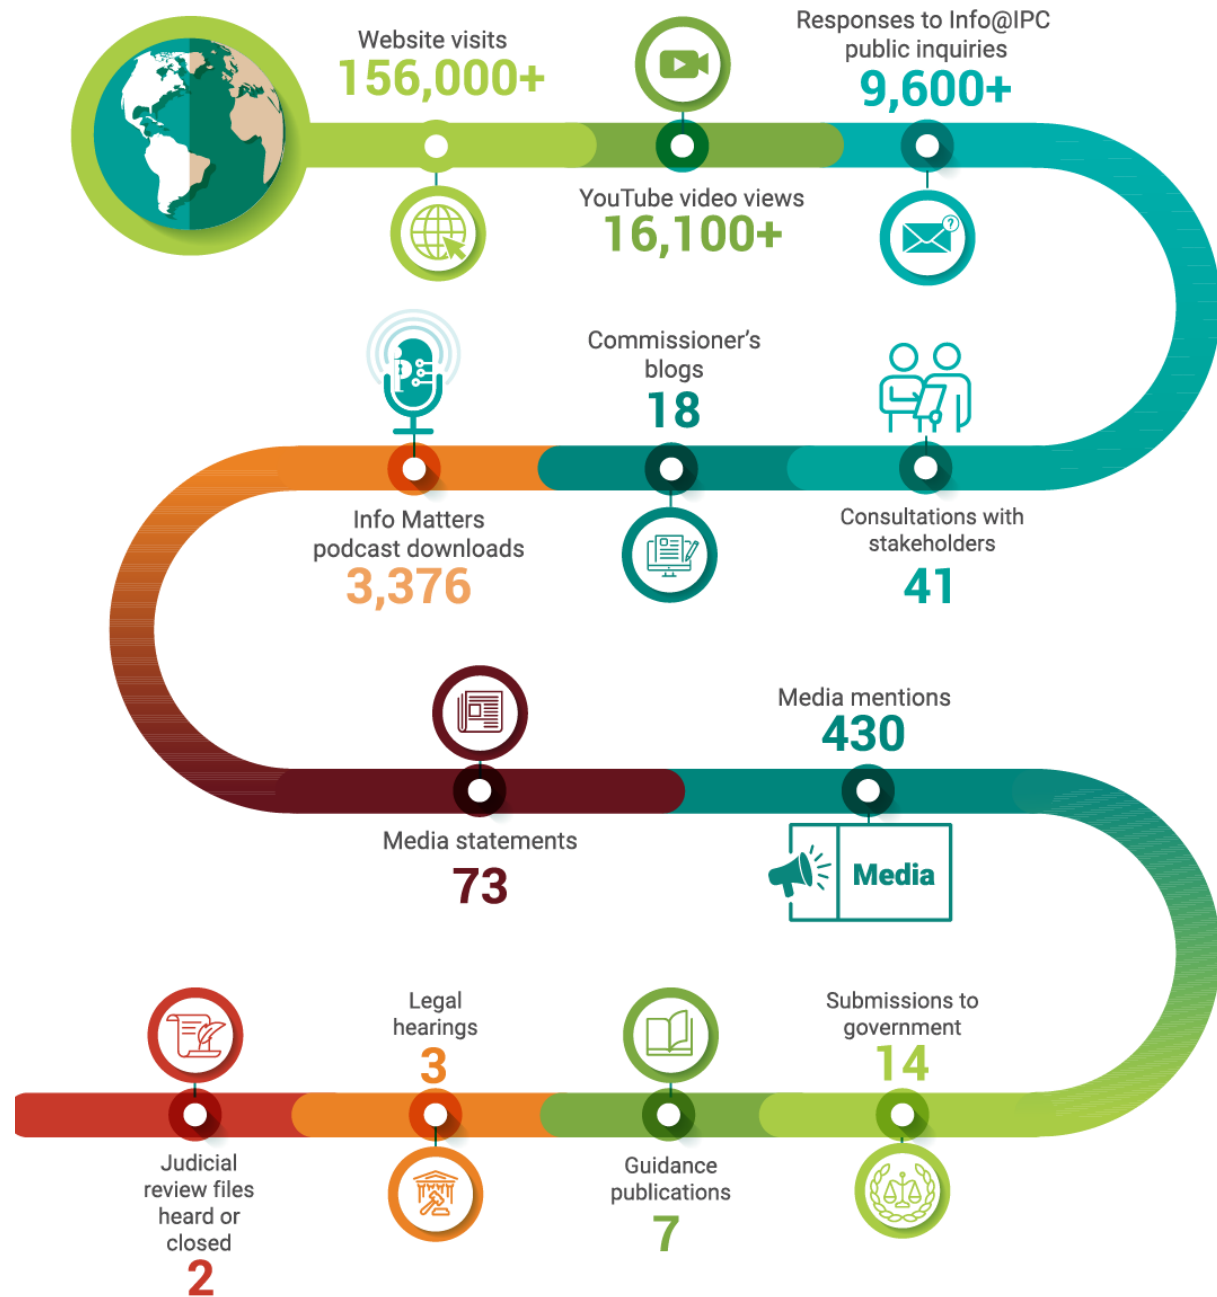 Website visits
156,000+
YouTube video views
16,100+
Responses to Info@IPC
public inquiries
9,600+
?
Consultations with
stakeholders
41
Commissioner’s
blogs
18
Info Matters
podcast downloads
3,376
Media statements
73
Media mentions
430
Media
Submissions to
government
14
Guidance
publications
7
Legal
hearings
3
Judicial
review files
heard or
closed
2